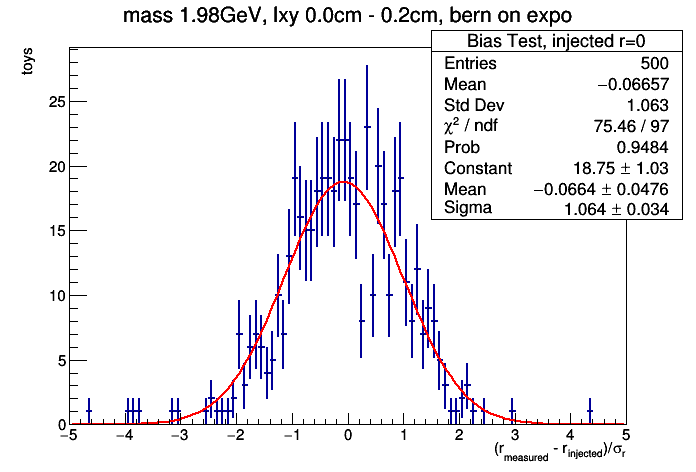 mass 1.98GeV, lxy 0.0cm - 0.2cm, bern on expo
Bias Test, injected r=0
Entries 500
Mean −0.06657
Std Dev 1.063
χ² / ndf 75.46 / 97
Prob 0.9484
Constant 18.75 ± 1.03
Mean −0.0664 ± 0.0476
Sigma 1.064 ± 0.034
toys
25
20
15
10
5
0
−5 −4 −3 −2 −1 0 1 2 3 4 5
(r_measured - r_injected)/σ_r